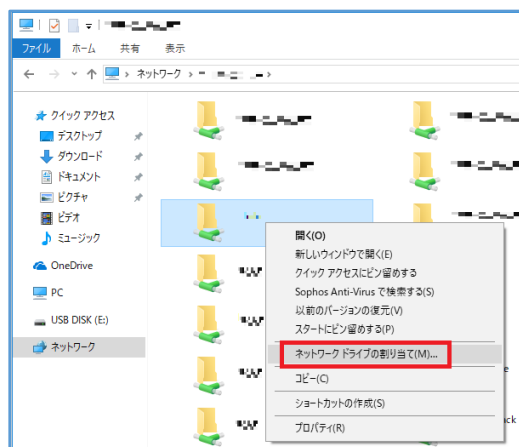 ファイル ホーム 共有 表示
ネットワーク
クイック アクセス
デスクトップ
ダウンロード
ドキュメント
ピクチャ
ビデオ
ミュージック
OneDrive
PC
USB DISK (E:)
ネットワーク
開く(O)
新しいウィンドウで開く(E)
クイック アクセスにピン留めする
Sophos Anti-Virus で検索する(S)
以前のバージョンの復元(V)
スタートにピン留めする(P)
ネットワーク ドライブの割り当て(M)...
コピー(C)
ショートカットの作成(S)
プロパティ(R)